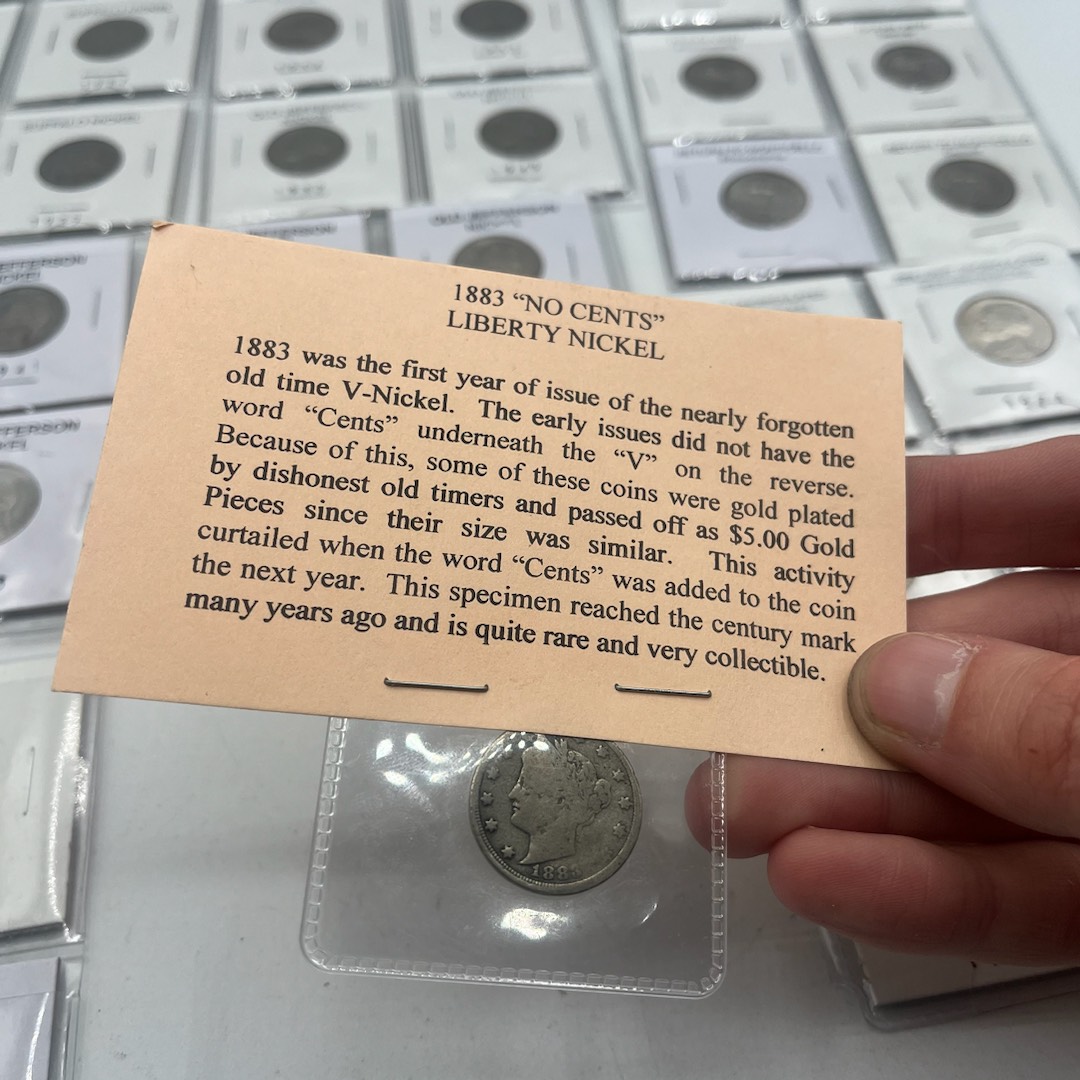 1883 “NO CENTS”
LIBERTY NICKEL
1883 was the first year of issue of the nearly forgotten
old time V-Nickel. The early issues did not have the
word “Cents” underneath the “V” on the reverse.
Because of this, some of these coins were gold plated
by dishonest old timers and passed off as $5.00 Gold
Pieces since their size was similar. This activity
curtailed when the word “Cents” was added to the coin
the next year. This specimen reached the century mark
many years ago and is quite rare and very collectible.
1883